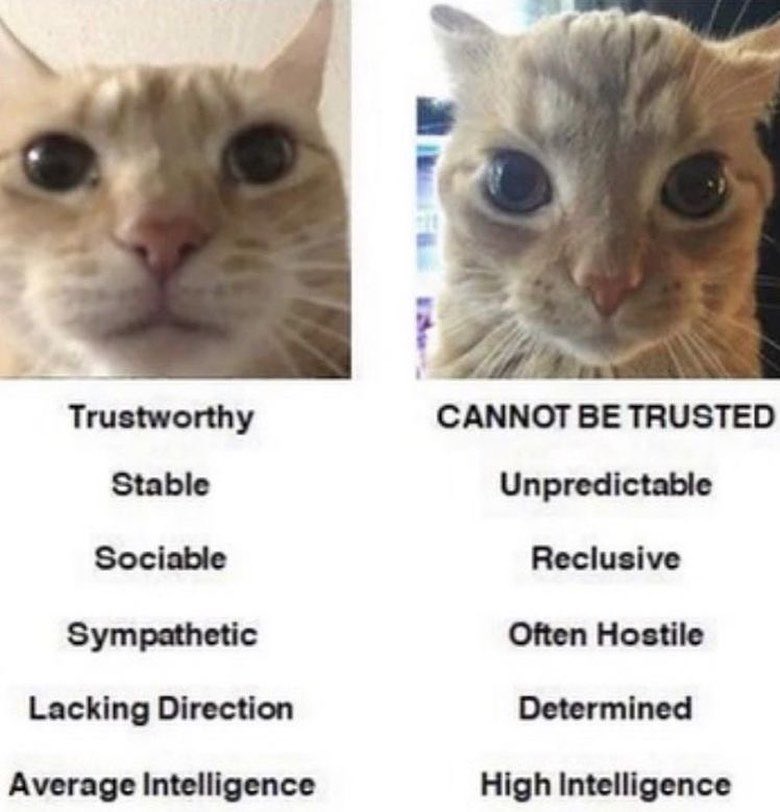 Trustworthy
CANNOT BE TRUSTED
Stable
Unpredictable
Sociable
Reclusive
Sympathetic
Often Hostile
Lacking Direction
Determined
Average Intelligence
High Intelligence